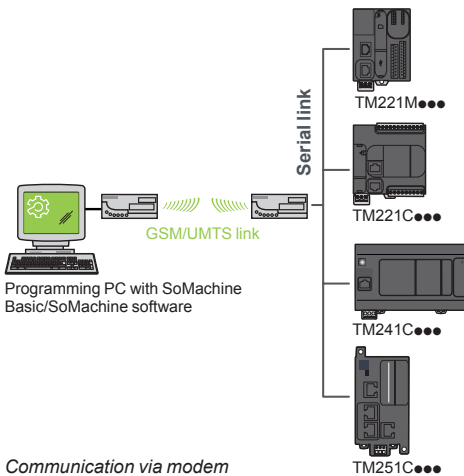 TM221M●●●
Serial link
TM221C●●●
GSM/UMTS link
Programming PC with SoMachine
Basic/SoMachine software
TM241C●●●
TM251C●●●
Communication via modem